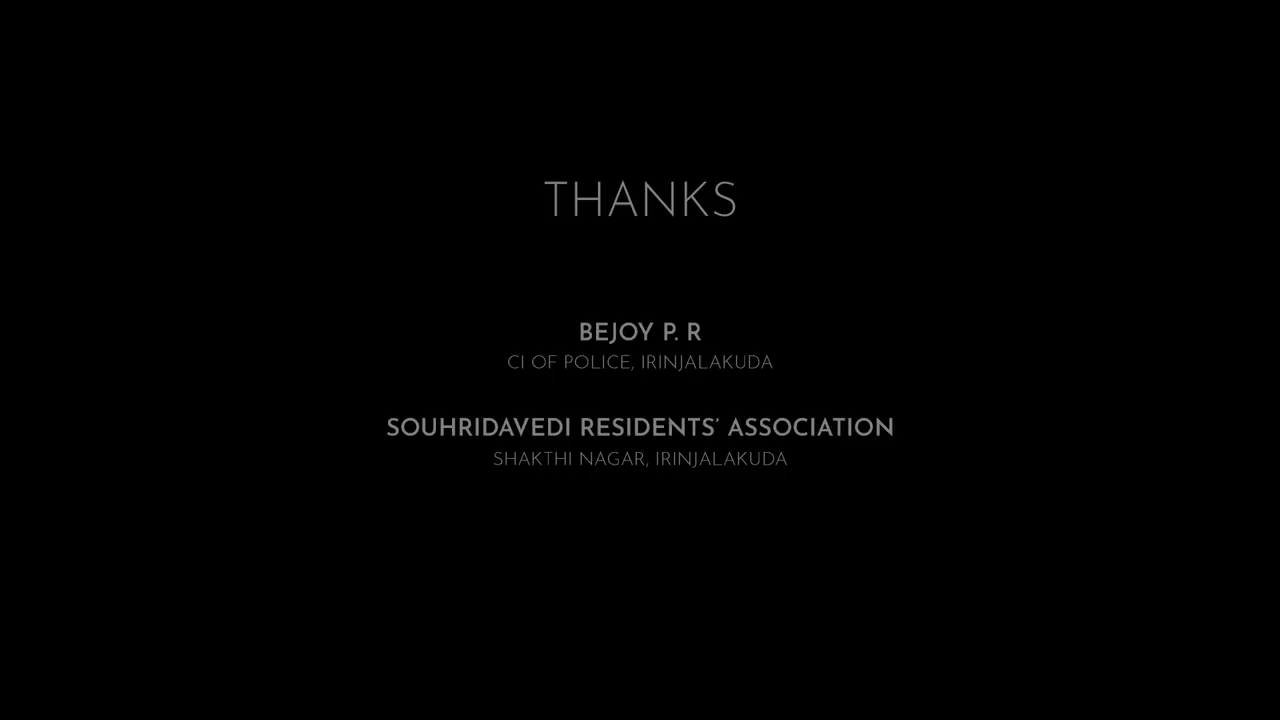 THANKS
BEJOY P. R
CI OF POLICE, IRINJALAKUDA
SOUHRIDAVEDI RESIDENTS’ ASSOCIATION
SHAKTHI NAGAR, IRINJALAKUDA